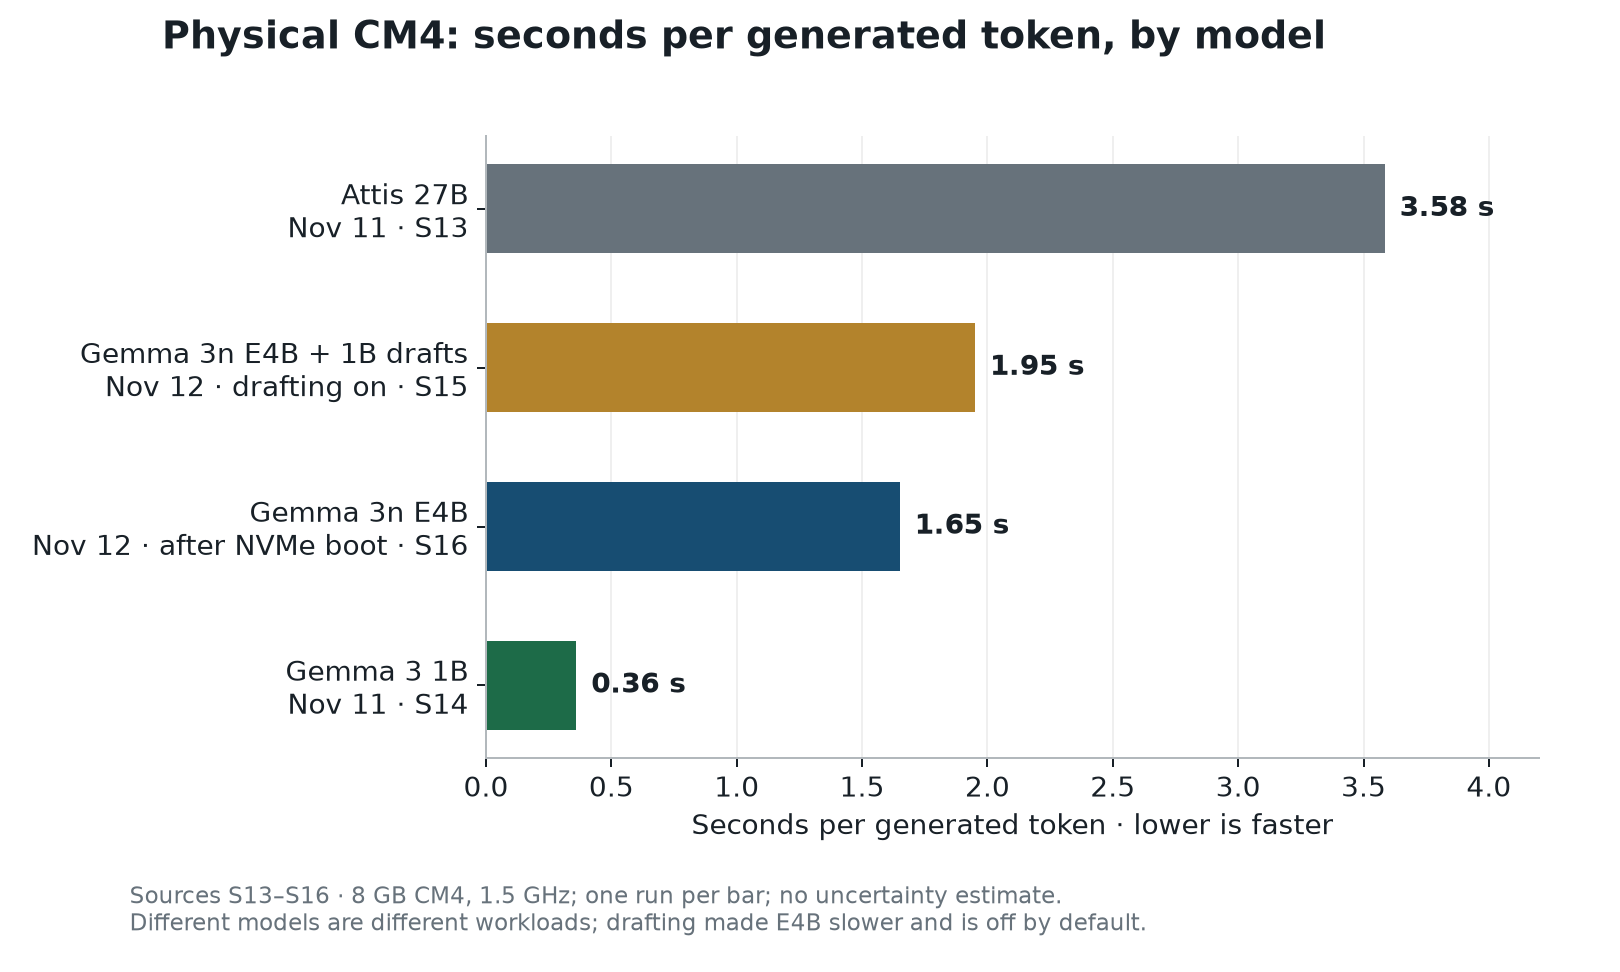 Physical CM4: seconds per generated token, by model
Attis 27B
Nov 11 · S13
3.58 s
Gemma 3n E4B + 1B drafts
Nov 12 · drafting on · S15
1.95 s
Gemma 3n E4B
Nov 12 · after NVMe boot · S16
1.65 s
Gemma 3 1B
Nov 11 · S14
0.36 s
0.0 0.5 1.0 1.5 2.0 2.5 3.0 3.5 4.0
Seconds per generated token · lower is faster
Sources S13–S16 · 8 GB CM4, 1.5 GHz; one run per bar; no uncertainty estimate.
Different models are different workloads; drafting made E4B slower and is off by default.